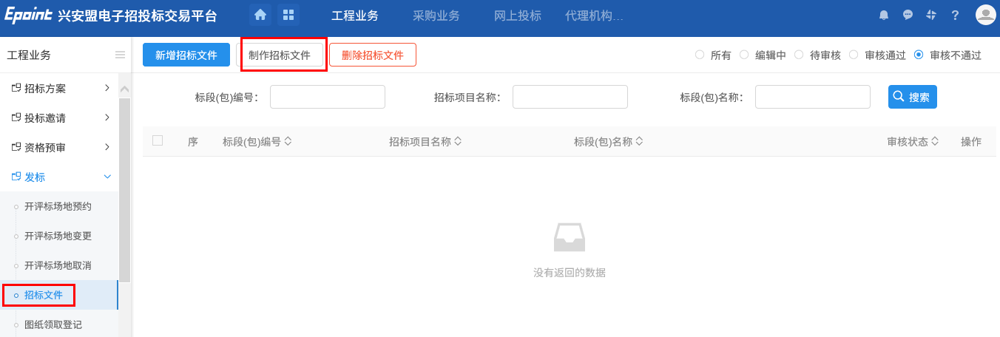 Epoint 兴安盟电子招投标交易平台 工程业务 采购业务 网上投标 代理机构...
工程业务
新增招标文件 制作招标文件 删除招标文件 所有 编辑中 待审核 审核通过 审核不通过
招标方案
投标邀请
资格预审
发标
开评标场地预约
开评标场地变更
开评标场地取消
招标文件
图纸领取登记
标段(包)编号： 招标项目名称： 标段(包)名称： 搜索
序 标段(包)编号 招标项目名称 标段(包)名称 审核状态 操作
没有返回的数据